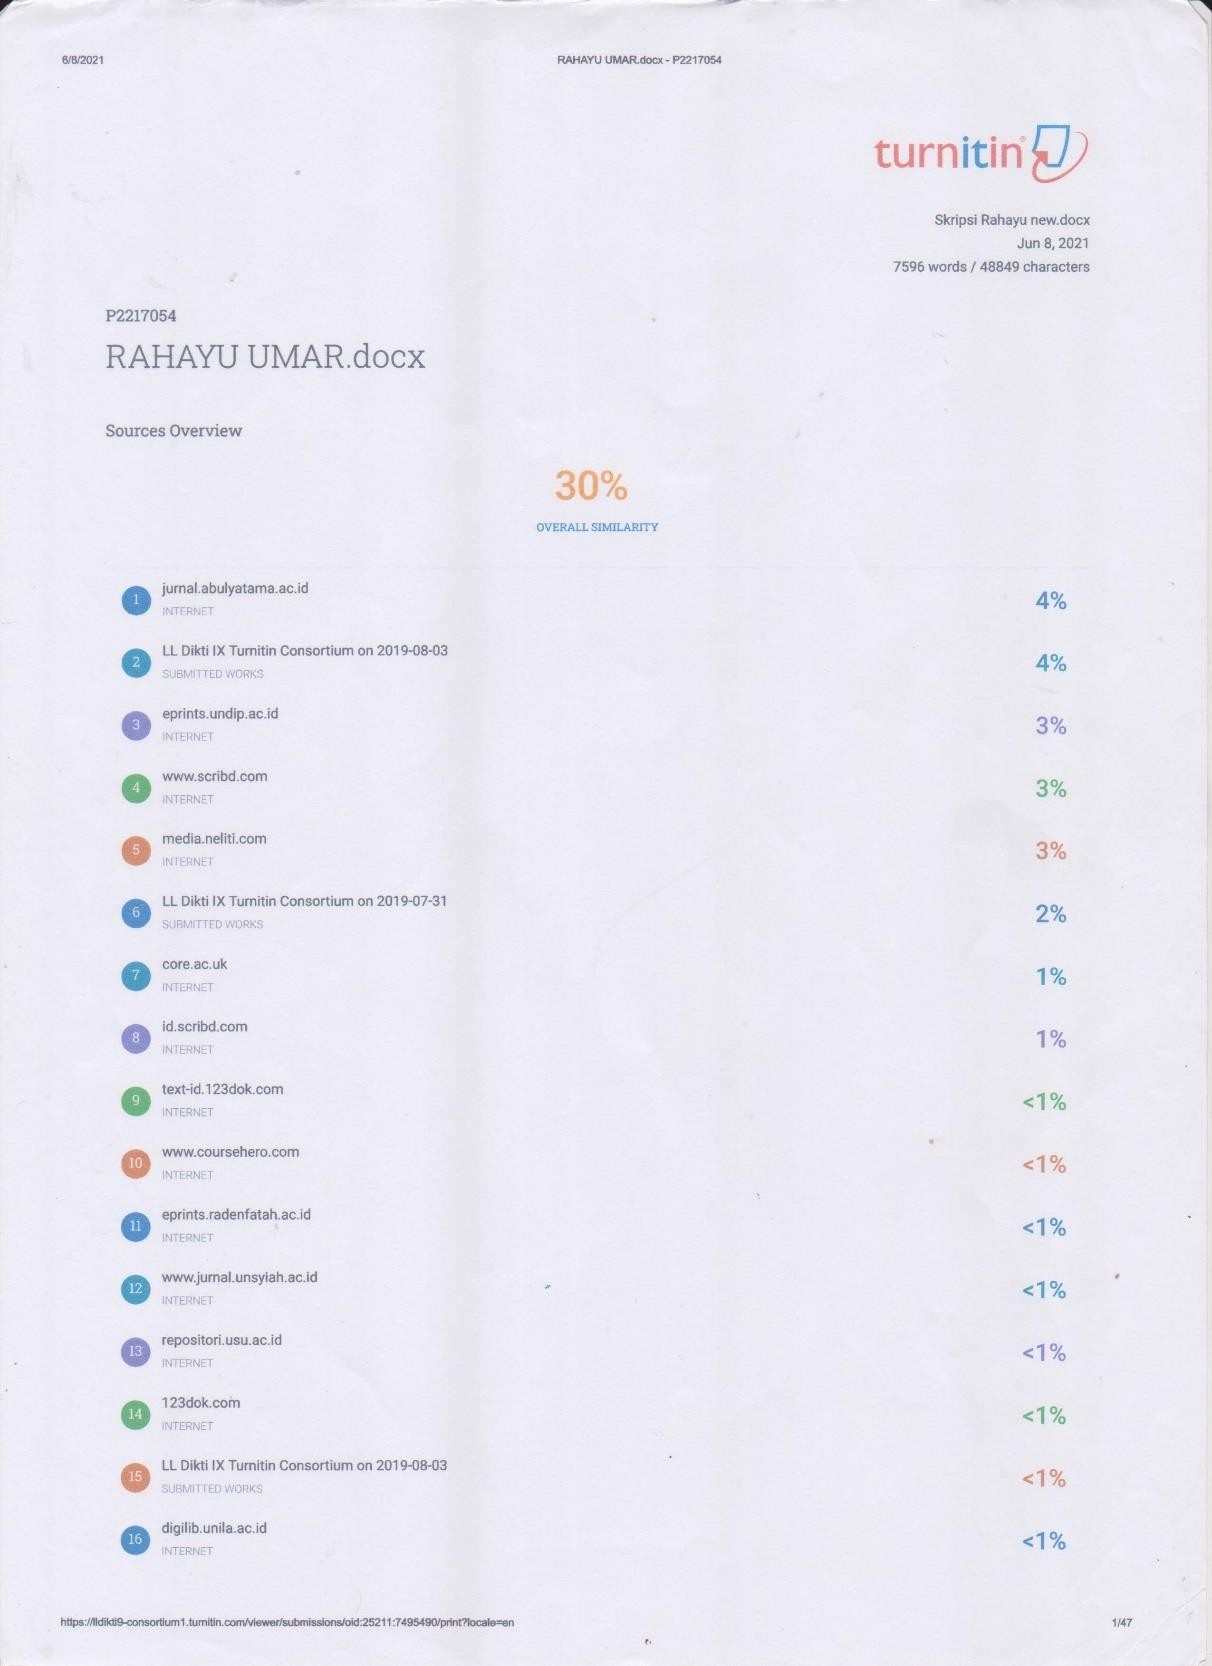 6/8/2021
RAHAYU UMAR.docx - P2217054
turnitin®
Skripsi Rahayu new.docx
Jun 8, 2021
7596 words / 48849 characters
P2217054
RAHAYU UMAR.docx
Sources Overview
30%
OVERALL SIMILARITY
1 jurnal.abulyatama.ac.id 4%
INTERNET
2 LL Dikti IX Turnitin Consortium on 2019-08-03 4%
SUBMITTED WORKS
3 eprints.undip.ac.id 3%
INTERNET
4 www.scribd.com 3%
INTERNET
5 media.neliti.com 3%
INTERNET
6 LL Dikti IX Turnitin Consortium on 2019-07-31 2%
SUBMITTED WORKS
7 core.ac.uk 1%
INTERNET
8 id.scribd.com 1%
INTERNET
9 text-id.123dok.com <1%
INTERNET
10 www.coursehero.com <1%
INTERNET
11 eprints.radenfatah.ac.id <1%
INTERNET
12 www.jurnal.unsyiah.ac.id <1%
INTERNET
13 repositori.usu.ac.id <1%
INTERNET
14 123dok.com <1%
INTERNET
15 LL Dikti IX Turnitin Consortium on 2019-08-03 <1%
SUBMITTED WORKS
16 digilib.unila.ac.id <1%
INTERNET
https://lldikti9-consortium1.turnitin.com/viewer/submissions/oid:25211:7495490/print?locale=en
1/47